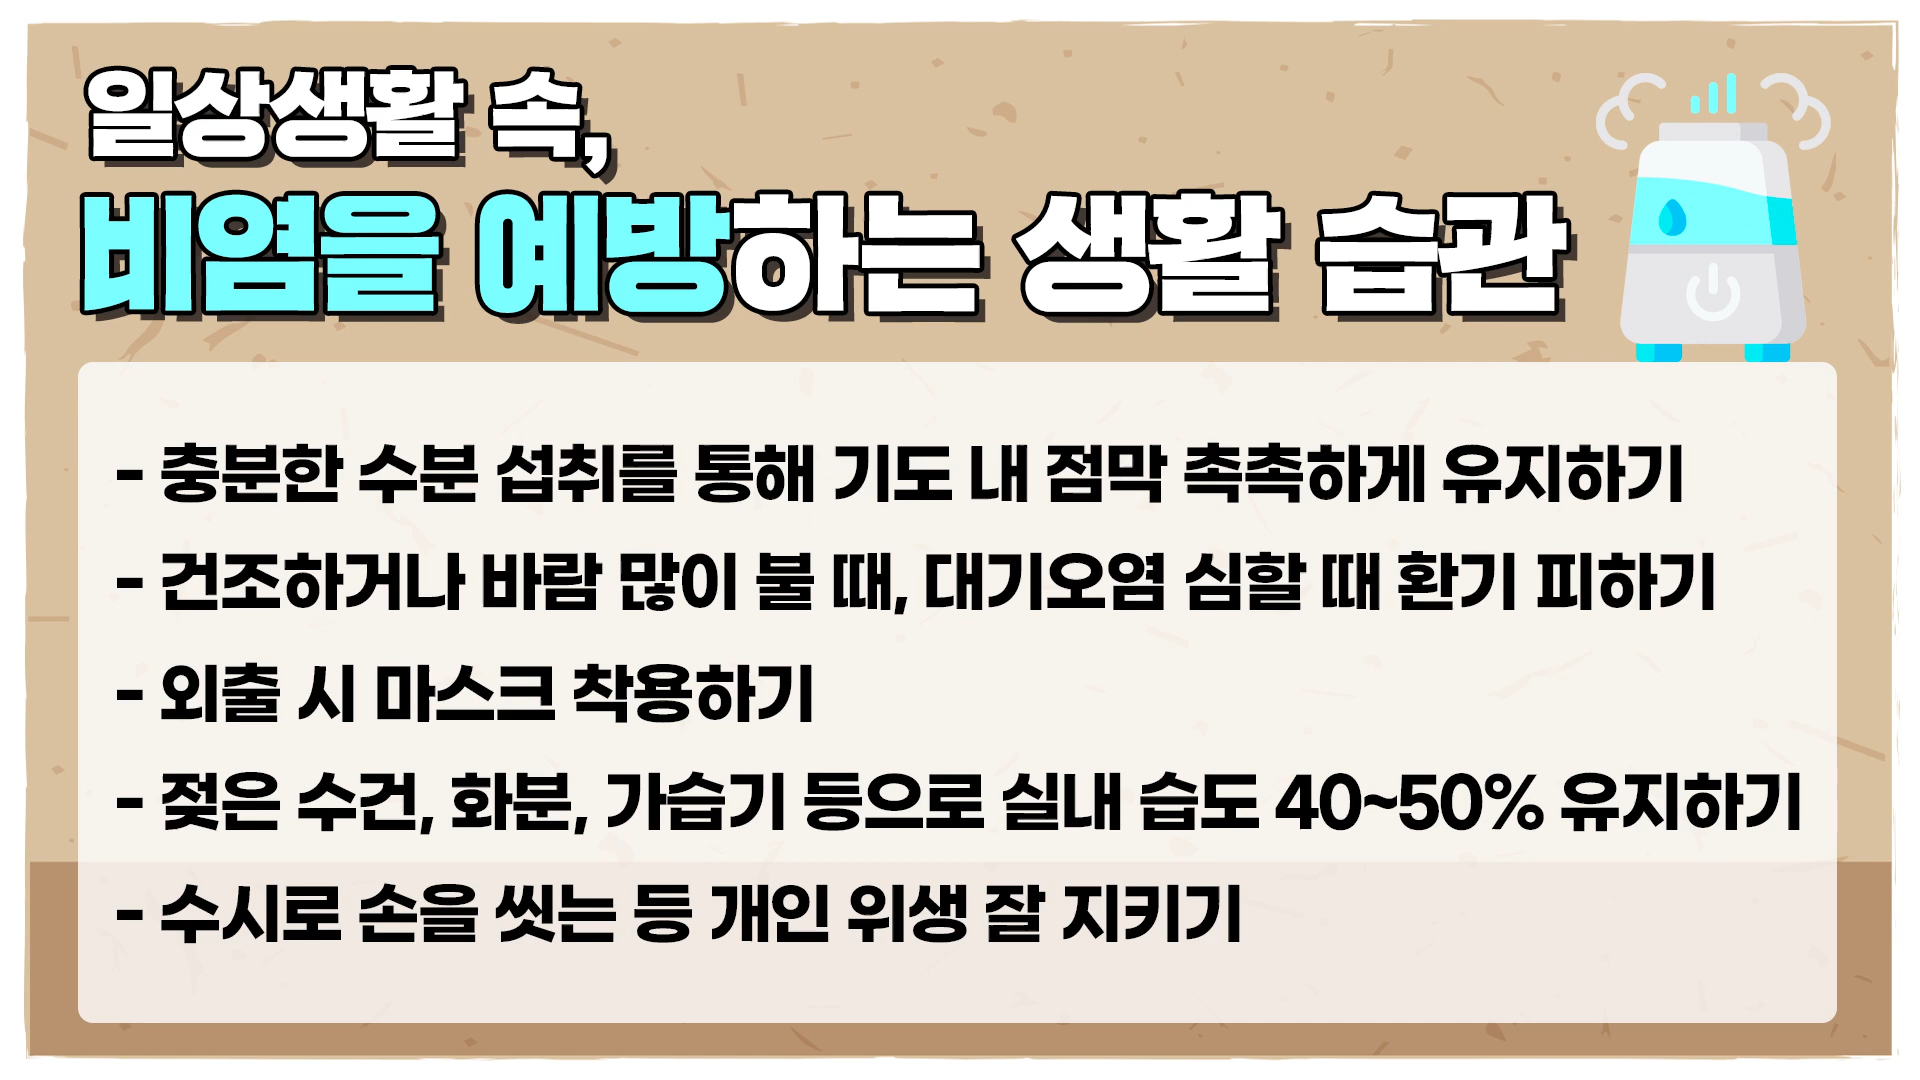 일상생활 속,
비염을 예방하는 생활 습관
- 충분한 수분 섭취를 통해 기도 내 점막 촉촉하게 유지하기
- 건조하거나 바람 많이 불 때, 대기오염 심할 때 환기 피하기
- 외출 시 마스크 착용하기
- 젖은 수건, 화분, 가습기 등으로 실내 습도 40~50% 유지하기
- 수시로 손을 씻는 등 개인 위생 잘 지키기